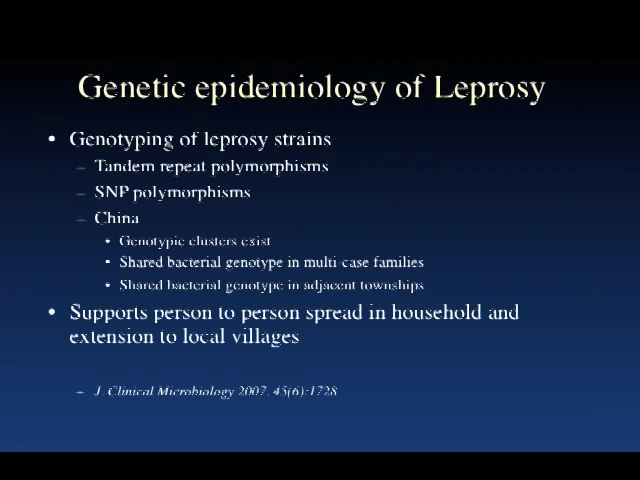 Genetic epidemiology of Leprosy
• Genotyping of leprosy strains
– Tandem repeat polymorphisms
– SNP polymorphisms
– China
• Genotypic clusters exist
• Shared bacterial genotype in multi-case families
• Shared bacterial genotype in adjacent townships
• Supports person to person spread in household and
extension to local villages
– J. Clinical Microbiology 2007. 45(6):1728